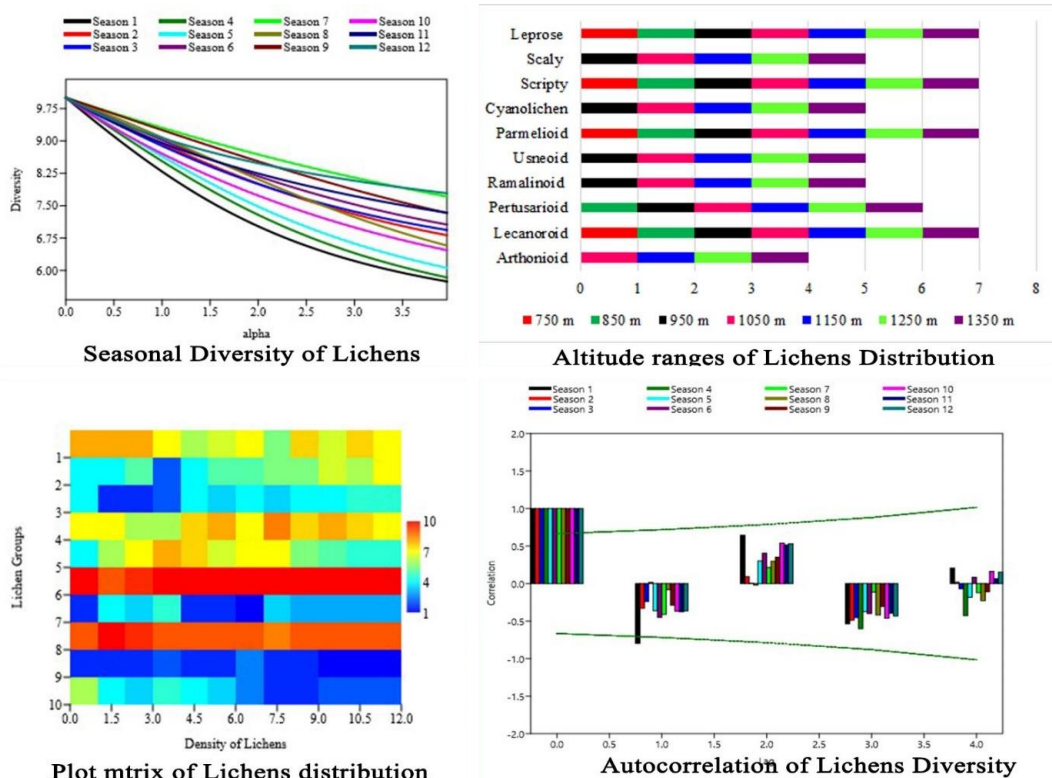 Season 1 Season 4 Season 7 Season 10
Season 2 Season 5 Season 8 Season 11
Season 3 Season 6 Season 9 Season 12
Diversity
9.75
9.00
8.25
7.50
6.75
6.00
0.0 0.5 1.0 1.5 2.0 2.5 3.0 3.5
alpha
Seasonal Diversity of Lichens
Leprose
Scaly
Scripty
Cyanolichen
Parmelioid
Usneoid
Ramalinoid
Pertusarioid
Lecanoroid
Arthonioid
0 1 2 3 4 5 6 7 8
750 m 850 m 950 m 1050 m 1150 m 1250 m 1350 m
Altitude ranges of Lichens Distribution
Lichen Groups
1
2
3
4
5
6
7
8
9
10
0.0 1.5 3.0 4.5 6.0 7.5 9.0 10.5 12.0
Density of Lichens
10
7
4
1
Plot mtrix of Lichens distribution
Season 1 Season 4 Season 7 Season 10
Season 2 Season 5 Season 8 Season 11
Season 3 Season 6 Season 9 Season 12
Correlation
2.0
1.5
1.0
0.5
0.0
-0.5
-1.0
-1.5
-2.0
0.0 0.5 1.0 1.5 2.0 2.5 3.0 3.5 4.0
Autocorrelation of Lichens Diversity